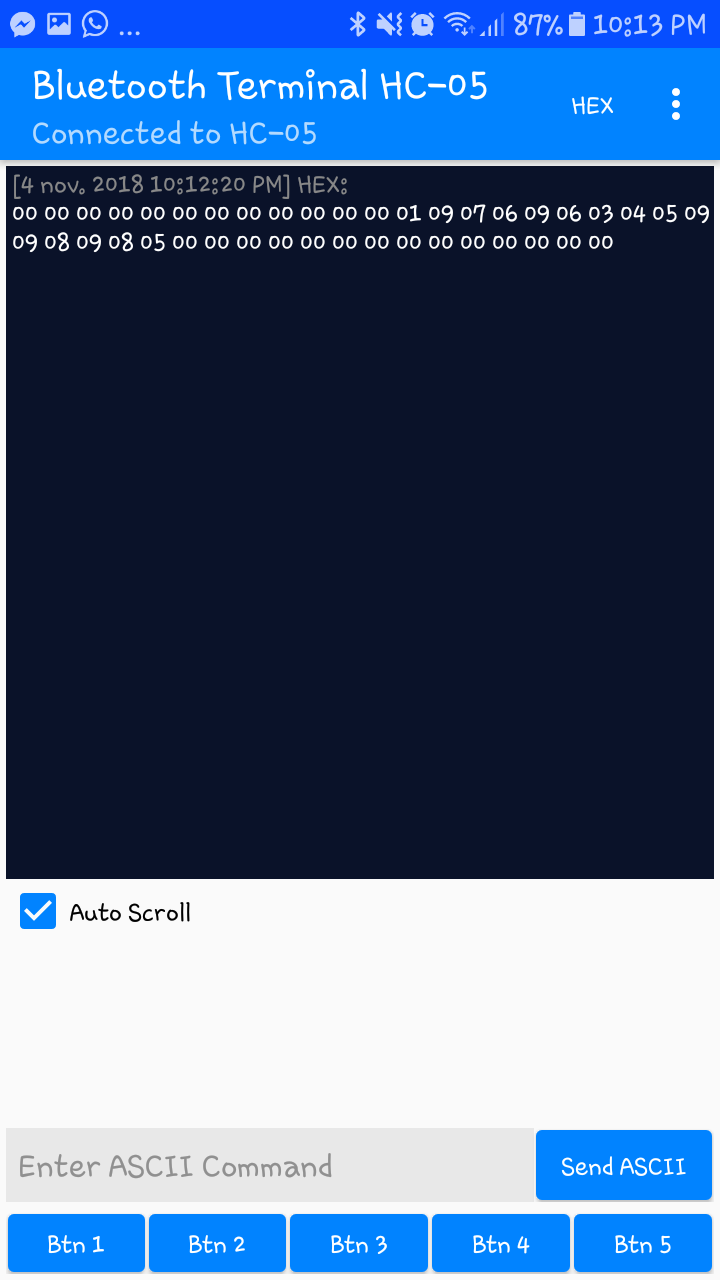 ... 87% 10:13 PM
Bluetooth Terminal HC-05
HEX
Connected to HC-05
[4 nov. 2018 10:12:20 PM] HEX:
00 00 00 00 00 00 00 00 00 00 00 00 01 09 07 06 09 06 03 04 05 09
09 08 09 08 05 00 00 00 00 00 00 00 00 00 00 00 00 00 00
Auto Scroll
Enter ASCII Command
Send ASCII
Btn 1 Btn 2 Btn 3 Btn 4 Btn 5